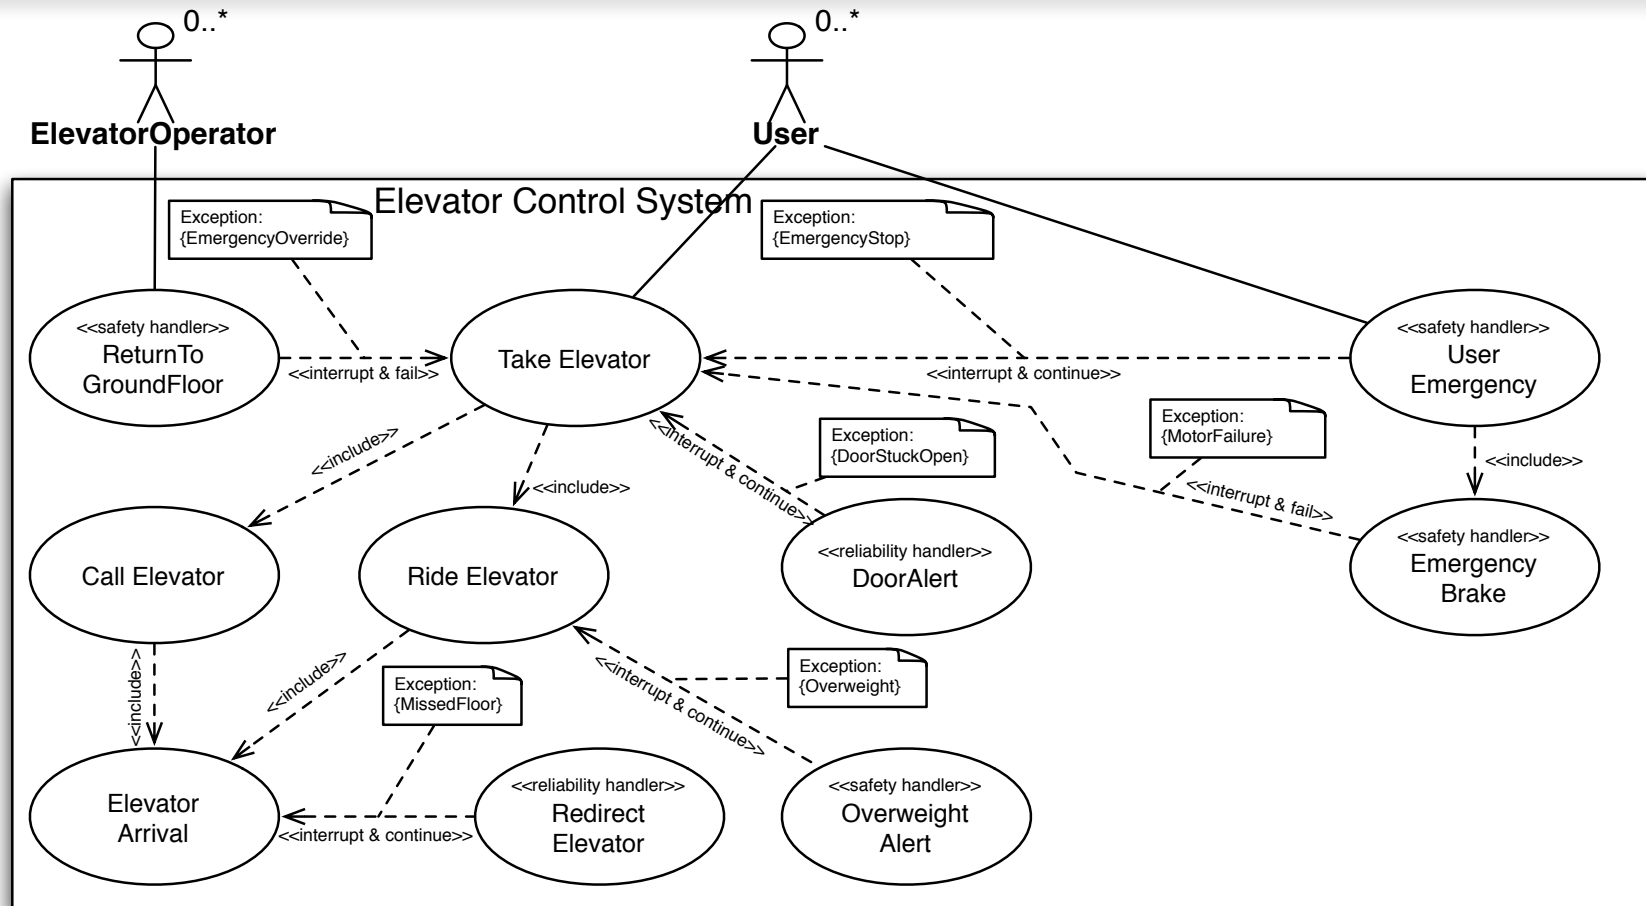 0..*
0..*
ElevatorOperator
User
Elevator Control System
Exception:
{EmergencyOverride}
Exception:
{EmergencyStop}
<<safety handler>>
ReturnTo
GroundFloor
<<interrupt & fail>>
Take Elevator
<<interrupt & continue>>
<<safety handler>>
User
Emergency
Exception:
{MotorFailure}
Exception:
{DoorStuckOpen}
<<include>>
<<include>>
<<interrupt & continue>>
<<interrupt & fail>>
<<include>>
Call Elevator
Ride Elevator
<<reliability handler>>
DoorAlert
<<safety handler>>
Emergency
Brake
<<include>>
<<include>>
Exception:
{MissedFloor}
<<interrupt & continue>>
Exception:
{Overweight}
Elevator
Arrival
<<interrupt & continue>>
<<reliability handler>>
Redirect
Elevator
<<safety handler>>
Overweight
Alert